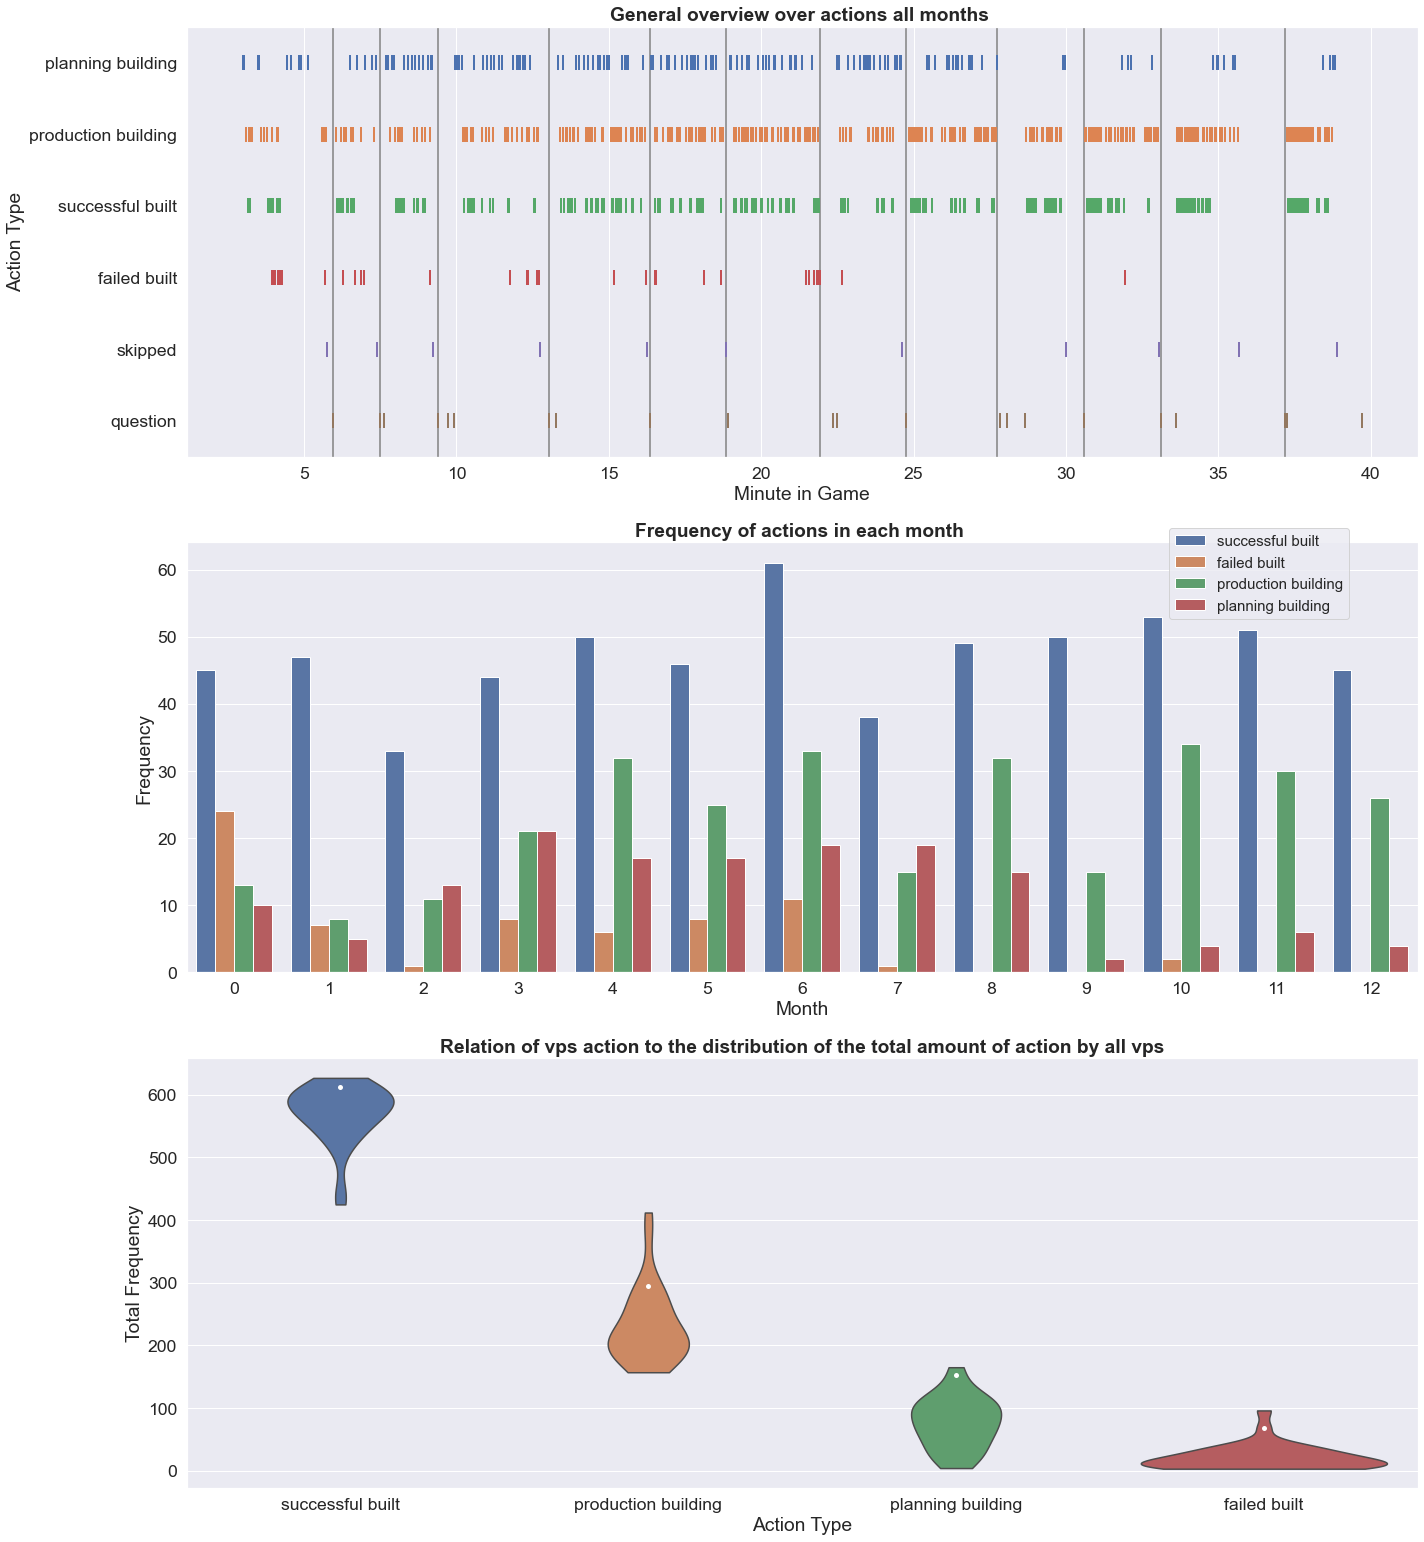 General overview over actions all months
Action Type
planning building
production building
successful built
failed built
skipped
question
5 10 15 20 25 30 35 40
Minute in Game
Frequency of actions in each month
successful built
failed built
production building
planning building
Frequency
60
50
40
30
20
10
0
0 1 2 3 4 5 6 7 8 9 10 11 12
Month
Relation of vps action to the distribution of the total amount of action by all vps
Total Frequency
600
500
400
300
200
100
0
successful built production building planning building failed built
Action Type